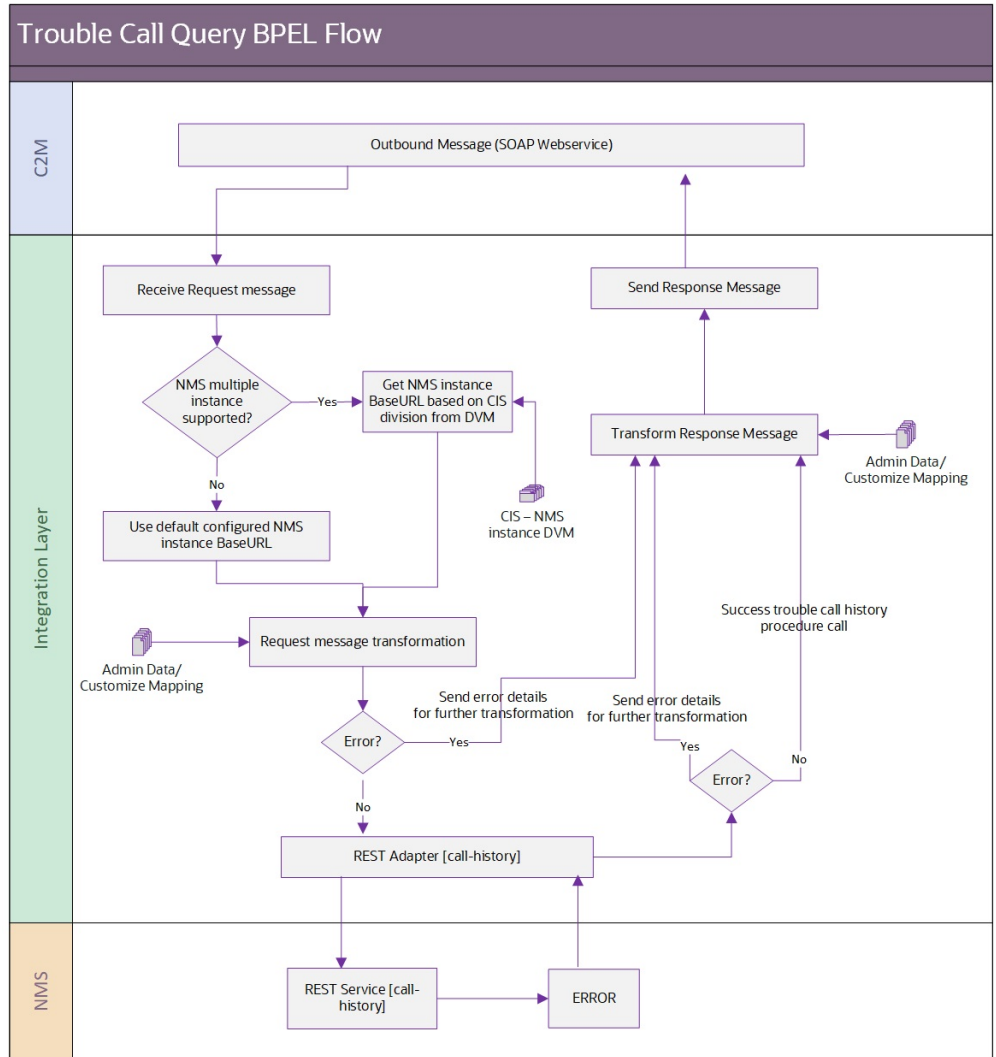 Trouble Call Query BPEL Flow
C2M
Outbound Message (SOAP Webservice)
Integration Layer
Receive Request message
Send Response Message
NMS multiple
instance
supported?
Yes
Get NMS instance
BaseURL based on CIS
division from DVM
Transform Response Message
Admin Data/
Customize Mapping
No
CIS – NMS
instance DVM
Use default configured NMS
instance BaseURL
Success trouble call history
procedure call
Request message transformation
Admin Data/
Customize Mapping
Send error details
for further transformation
Send error details
for further transformation
Error?
Yes
Yes
No
Error?
No
REST Adapter [call-history]
NMS
REST Service [call-
history]
ERROR